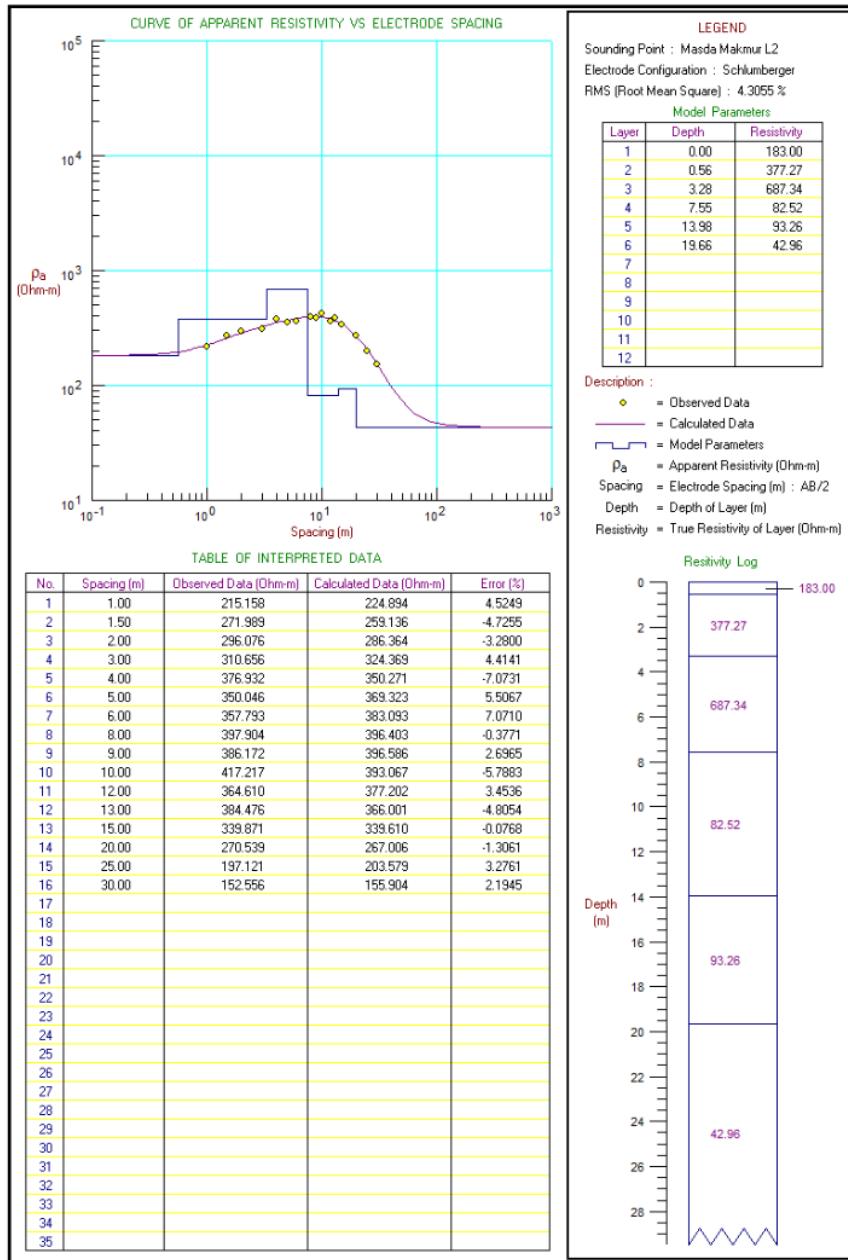 CURVE OF APPARENT RESISTIVITY VS ELECTRODE SPACING
10^5
10^4
10^3
ρa
(Ohm-m)
10^2
10^1
10^-1 10^0 10^1 10^2 10^3
Spacing (m)
LEGEND
Sounding Point : Masda Makmur L2
Electrode Configuration : Schlumberger
RMS (Root Mean Square) : 4.3055 %
Model Parameters
Layer Depth Resistivity
1 0.00 183.00
2 0.56 377.27
3 3.28 687.34
4 7.55 82.52
5 13.98 93.26
6 19.66 42.96
7
8
9
10
11
12
Description :
= Observed Data
= Calculated Data
= Model Parameters
ρa = Apparent Resistivity (Ohm-m)
Spacing = Electrode Spacing (m) : AB/2
Depth = Depth of Layer (m)
Resistivity = True Resistivity of Layer (Ohm-m)
TABLE OF INTERPRETED DATA
No. Spacing (m) Observed Data (Ohm-m) Calculated Data (Ohm-m) Error (%)
1 1.00 215.158 224.894 4.5249
2 1.50 271.989 259.136 -4.7255
3 2.00 296.076 286.364 -3.2800
4 3.00 310.656 324.369 4.4141
5 4.00 376.932 350.271 -7.0731
6 5.00 350.046 369.323 5.5067
7 6.00 357.793 383.093 7.0710
8 8.00 397.904 396.403 -0.3771
9 9.00 386.172 396.586 2.6965
10 10.00 417.217 393.067 -5.7883
11 12.00 364.610 377.202 3.4536
12 13.00 384.476 366.001 -4.8054
13 15.00 339.871 339.610 -0.0768
14 20.00 270.539 267.006 -1.3061
15 25.00 197.121 203.579 3.2761
16 30.00 152.556 155.904 2.1945
17
18
19
20
21
22
23
24
25
26
27
28
29
30
31
32
33
34
35
Resitivity Log
0
183.00
2
377.27
4
687.34
6
8
10
82.52
12
14
Depth
(m)
16
93.26
18
20
22
24
42.96
26
28